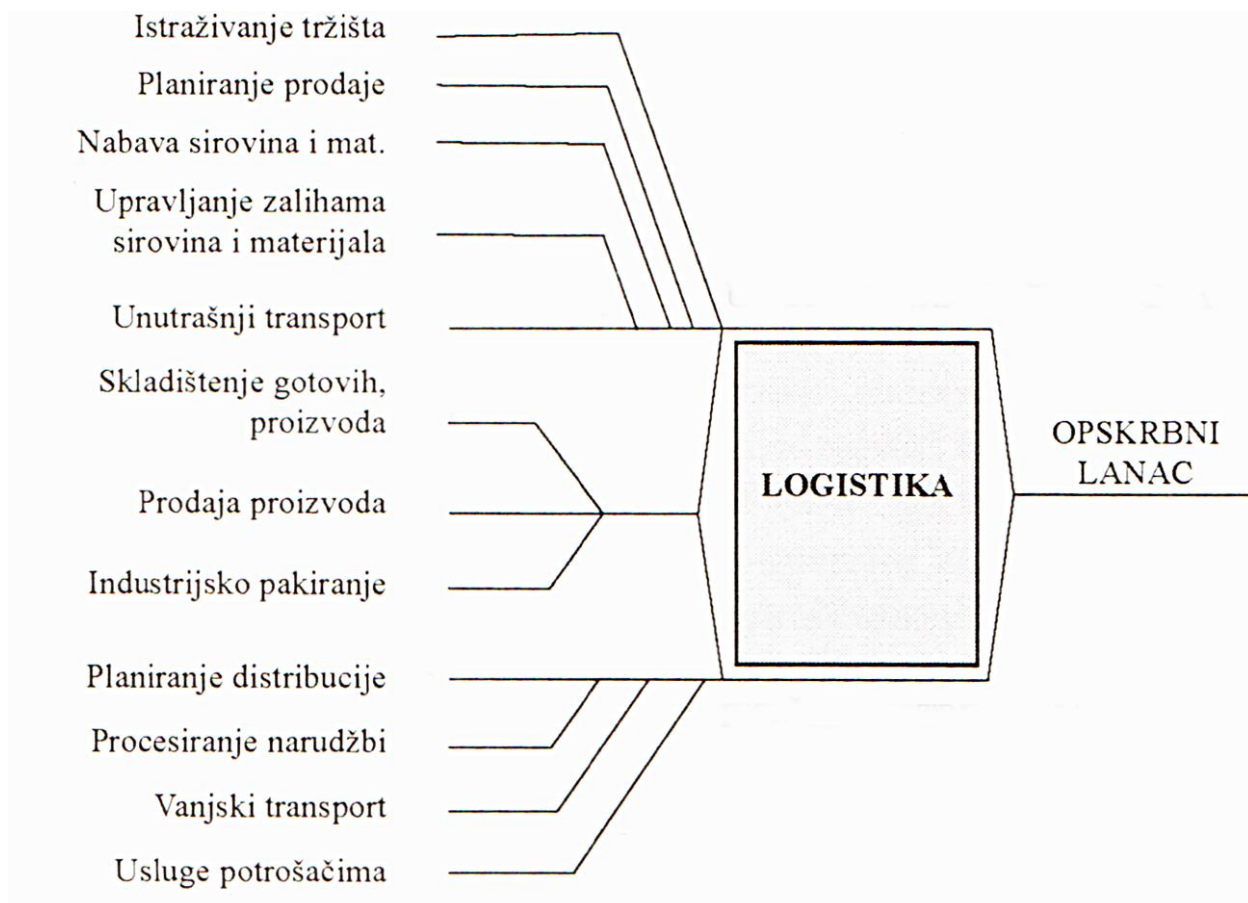 Istraživanje tržišta
Planiranje prodaje
Nabava sirovina i mat.
Upravljanje zalihama
sirovina i materijala
Unutrašnji transport
Skladištenje gotovih,
proizvoda
Prodaja proizvoda
Industrijsko pakiranje
Planiranje distribucije
Procesiranje narudžbi
Vanjski transport
Usluge potrošačima
LOGISTIKA
OPSKRBNI
LANAC